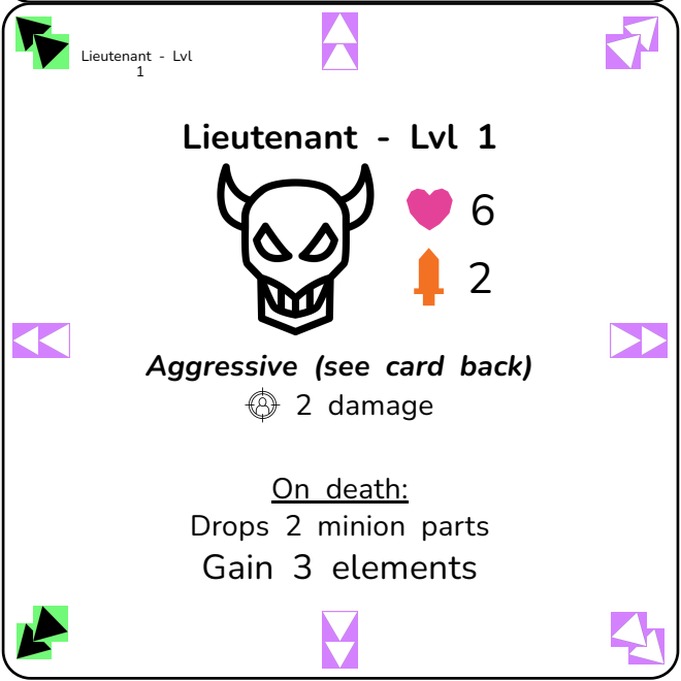 Lieutenant - Lvl
1
Lieutenant - Lvl 1
6
2
Aggressive (see card back)
2 damage
On death:
Drops 2 minion parts
Gain 3 elements